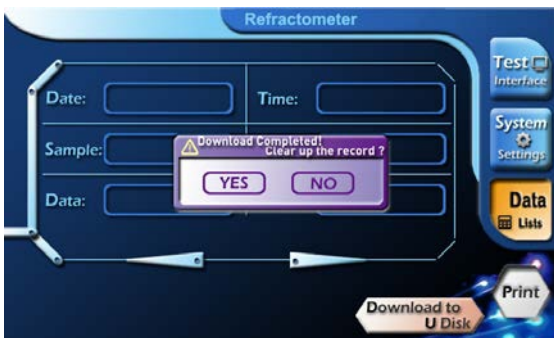 Refractometer
Test
Interface
Date:
Time:
System
Settings
Sample:
Download Completed!
Clear up the record ?
YES
NO
Data:
Data
Lists
Print
Download to
U Disk